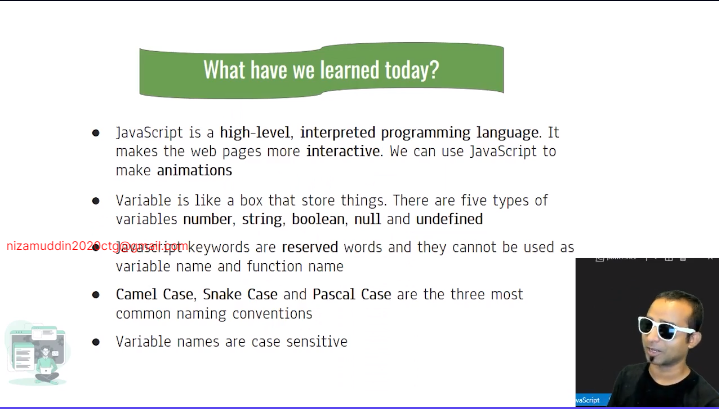 What have we learned today?
● JavaScript is a high-level, interpreted programming language. It
makes the web pages more interactive. We can use JavaScript to
make animations
● Variable is like a box that store things. There are five types of
variables number, string, boolean, null and undefined
nizamuddin2020ctg@gmail.com
● Javascript keywords are reserved words and they cannot be used as
variable name and function name
● Camel Case, Snake Case and Pascal Case are the three most
common naming conventions
● Variable names are case sensitive
vaScript